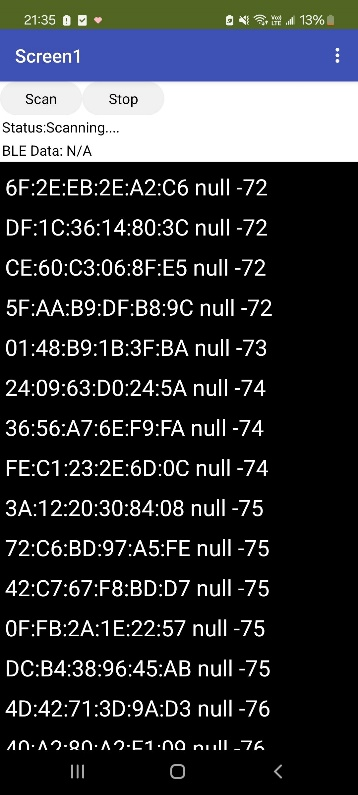 21:35 13%
Screen1
Scan Stop
Status:Scanning....
BLE Data: N/A
6F:2E:EB:2E:A2:C6 null -72
DF:1C:36:14:80:3C null -72
CE:60:C3:06:8F:E5 null -72
5F:AA:B9:DF:B8:9C null -72
01:48:B9:1B:3F:BA null -73
24:09:63:D0:24:5A null -74
36:56:A7:6E:F9:FA null -74
FE:C1:23:2E:6D:0C null -74
3A:12:20:30:84:08 null -75
72:C6:BD:97:A5:FE null -75
42:C7:67:F8:BD:D7 null -75
0F:FB:2A:1E:22:57 null -75
DC:B4:38:96:45:AB null -75
4D:42:71:3D:9A:D3 null -76
40:A2:80:A2:F1:09 null -76